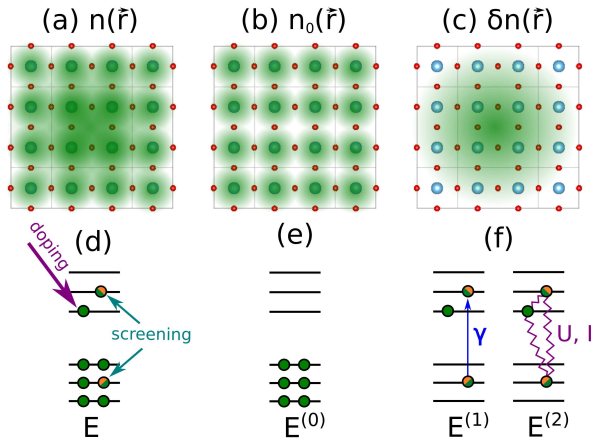 (a) n(r⃗)
(b) n₀(r⃗)
(c) δn(r⃗)
(d)
(e)
(f)
doping
screening
γ
U, I
E
E⁽⁰⁾
E⁽¹⁾
E⁽²⁾